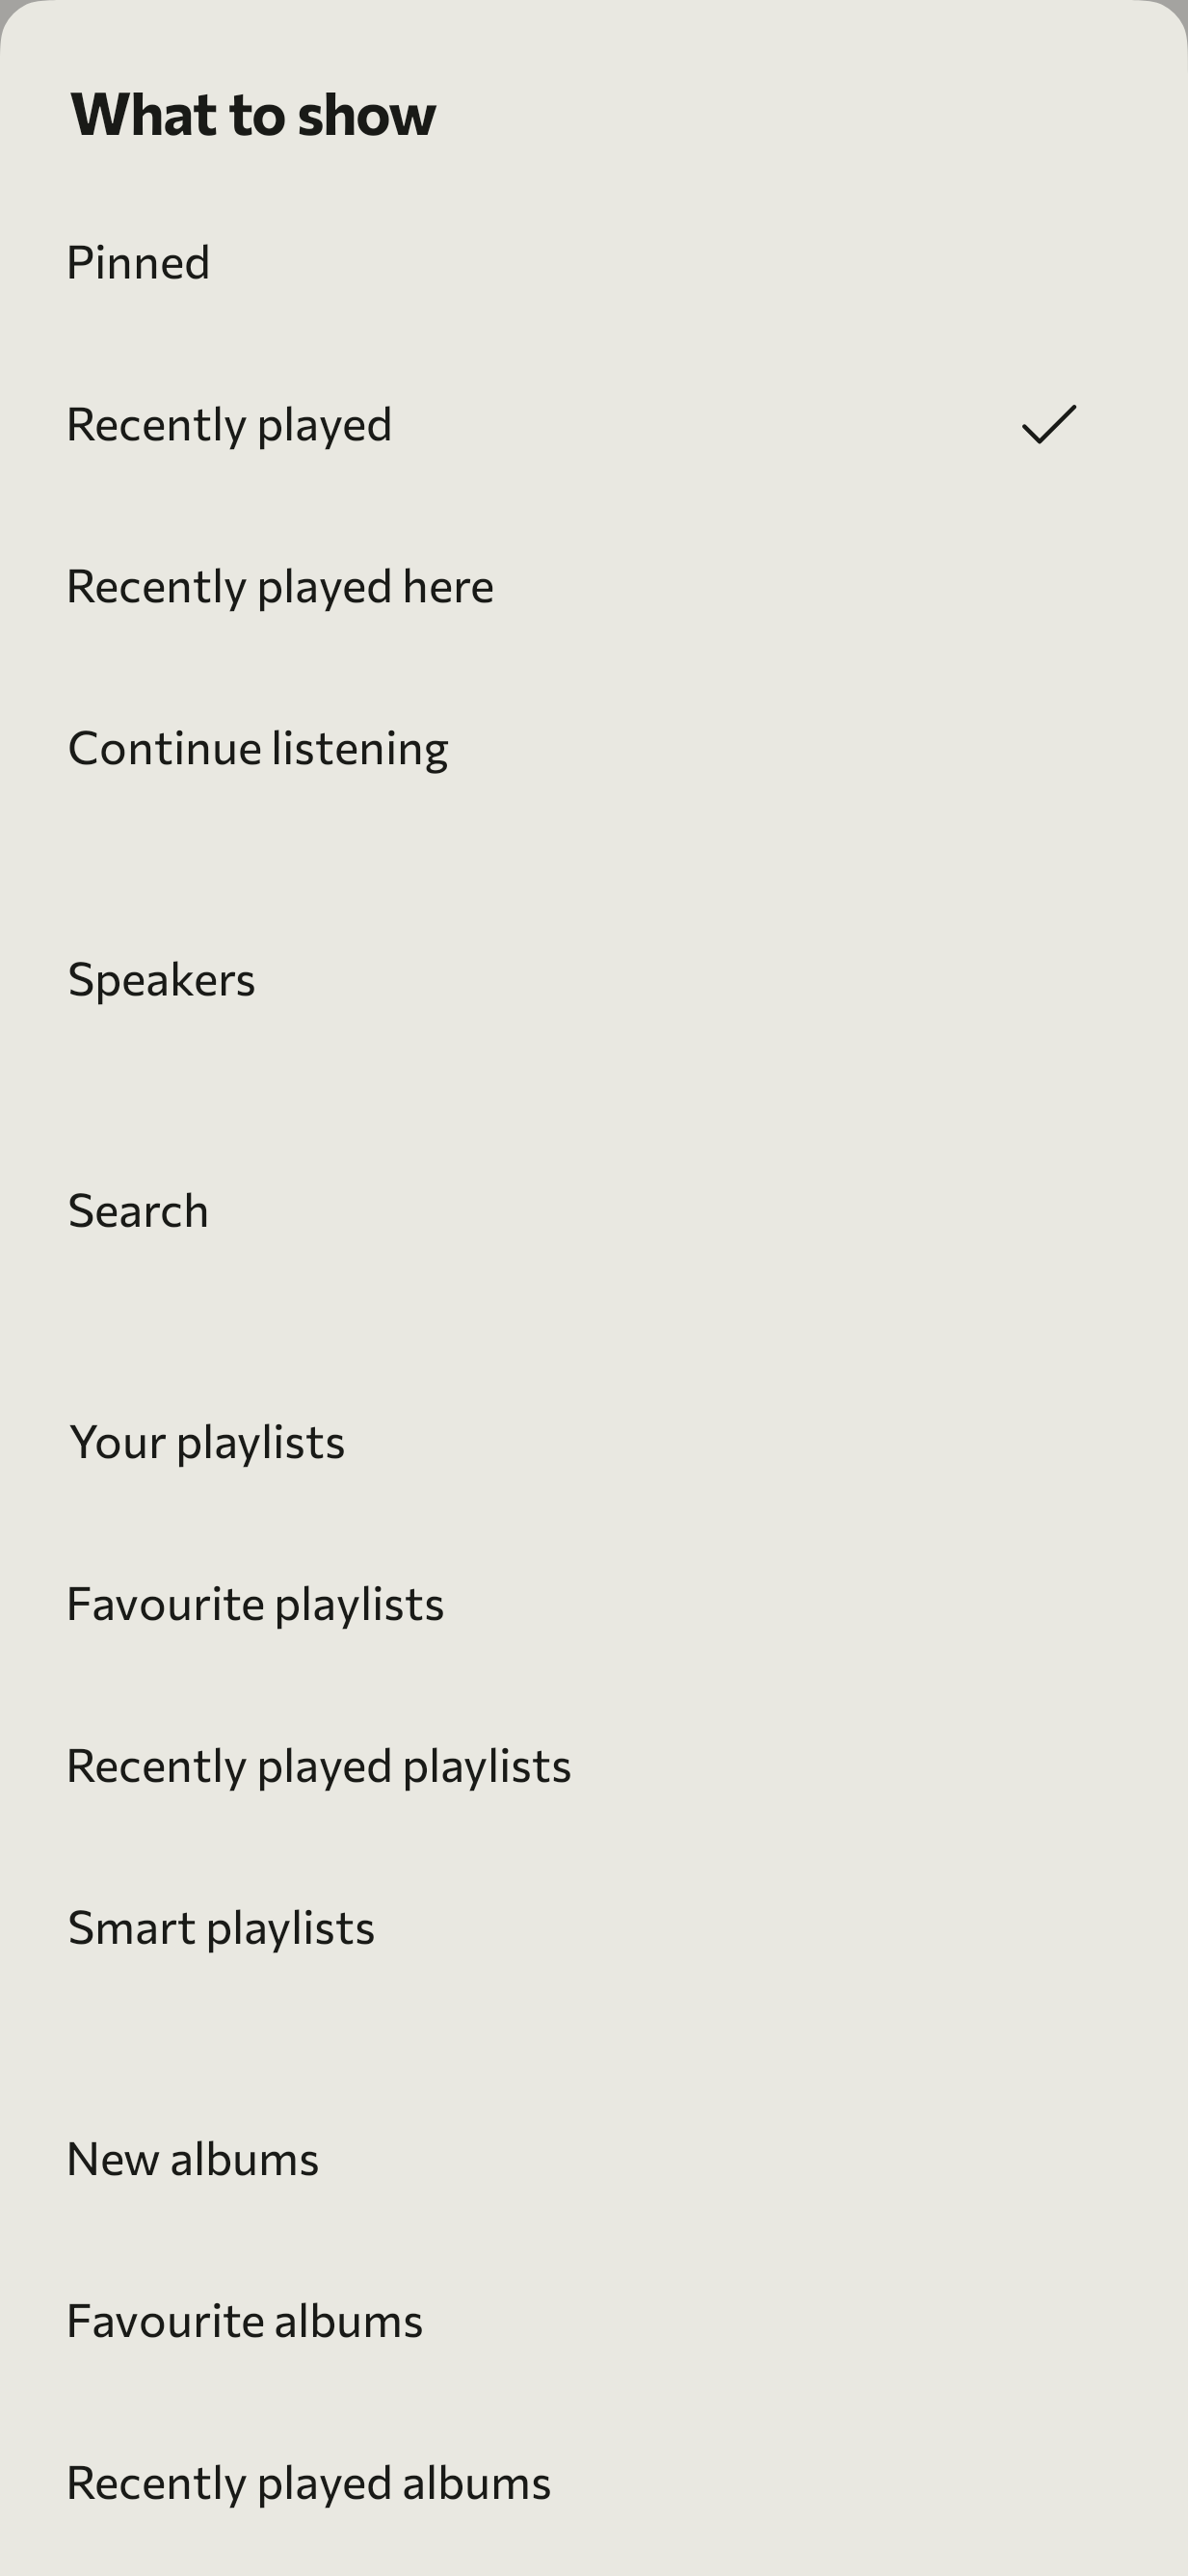 What to show
Pinned
Recently played
Recently played here
Continue listening
Speakers
Search
Your playlists
Favourite playlists
Recently played playlists
Smart playlists
New albums
Favourite albums
Recently played albums